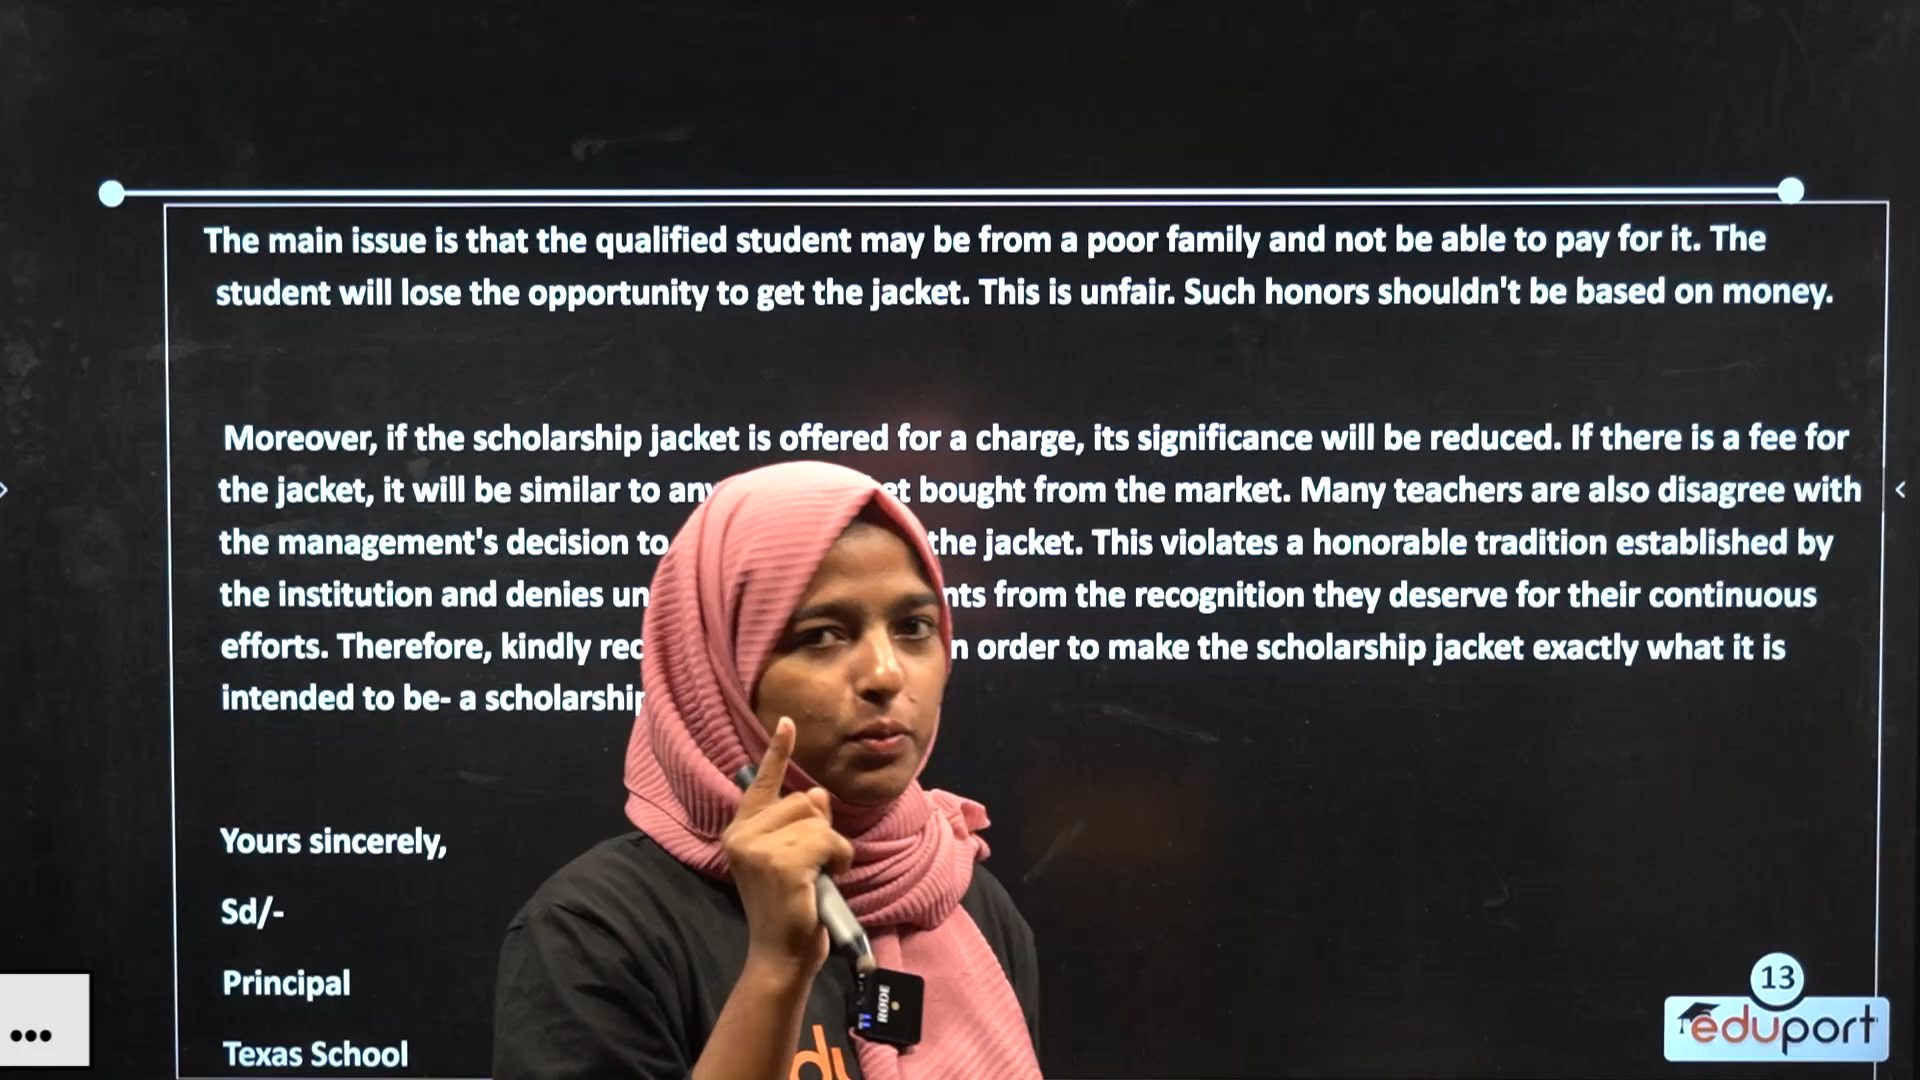 The main issue is that the qualified student may be from a poor family and not be able to pay for it. The
student will lose the opportunity to get the jacket. This is unfair. Such honors shouldn't be based on money.
Moreover, if the scholarship jacket is offered for a charge, its significance will be reduced. If there is a fee for
the jacket, it will be similar to bought from the market. Many teachers are also disagree with
the management's decision to the jacket. This violates a honorable tradition established by
the institution and denies from the recognition they deserve for their continuous
efforts. Therefore, kindly order to make the scholarship jacket exactly what it is
intended to be- a
Yours sincerely,
Sd/-
Principal
Texas School
RODE
13
eduport